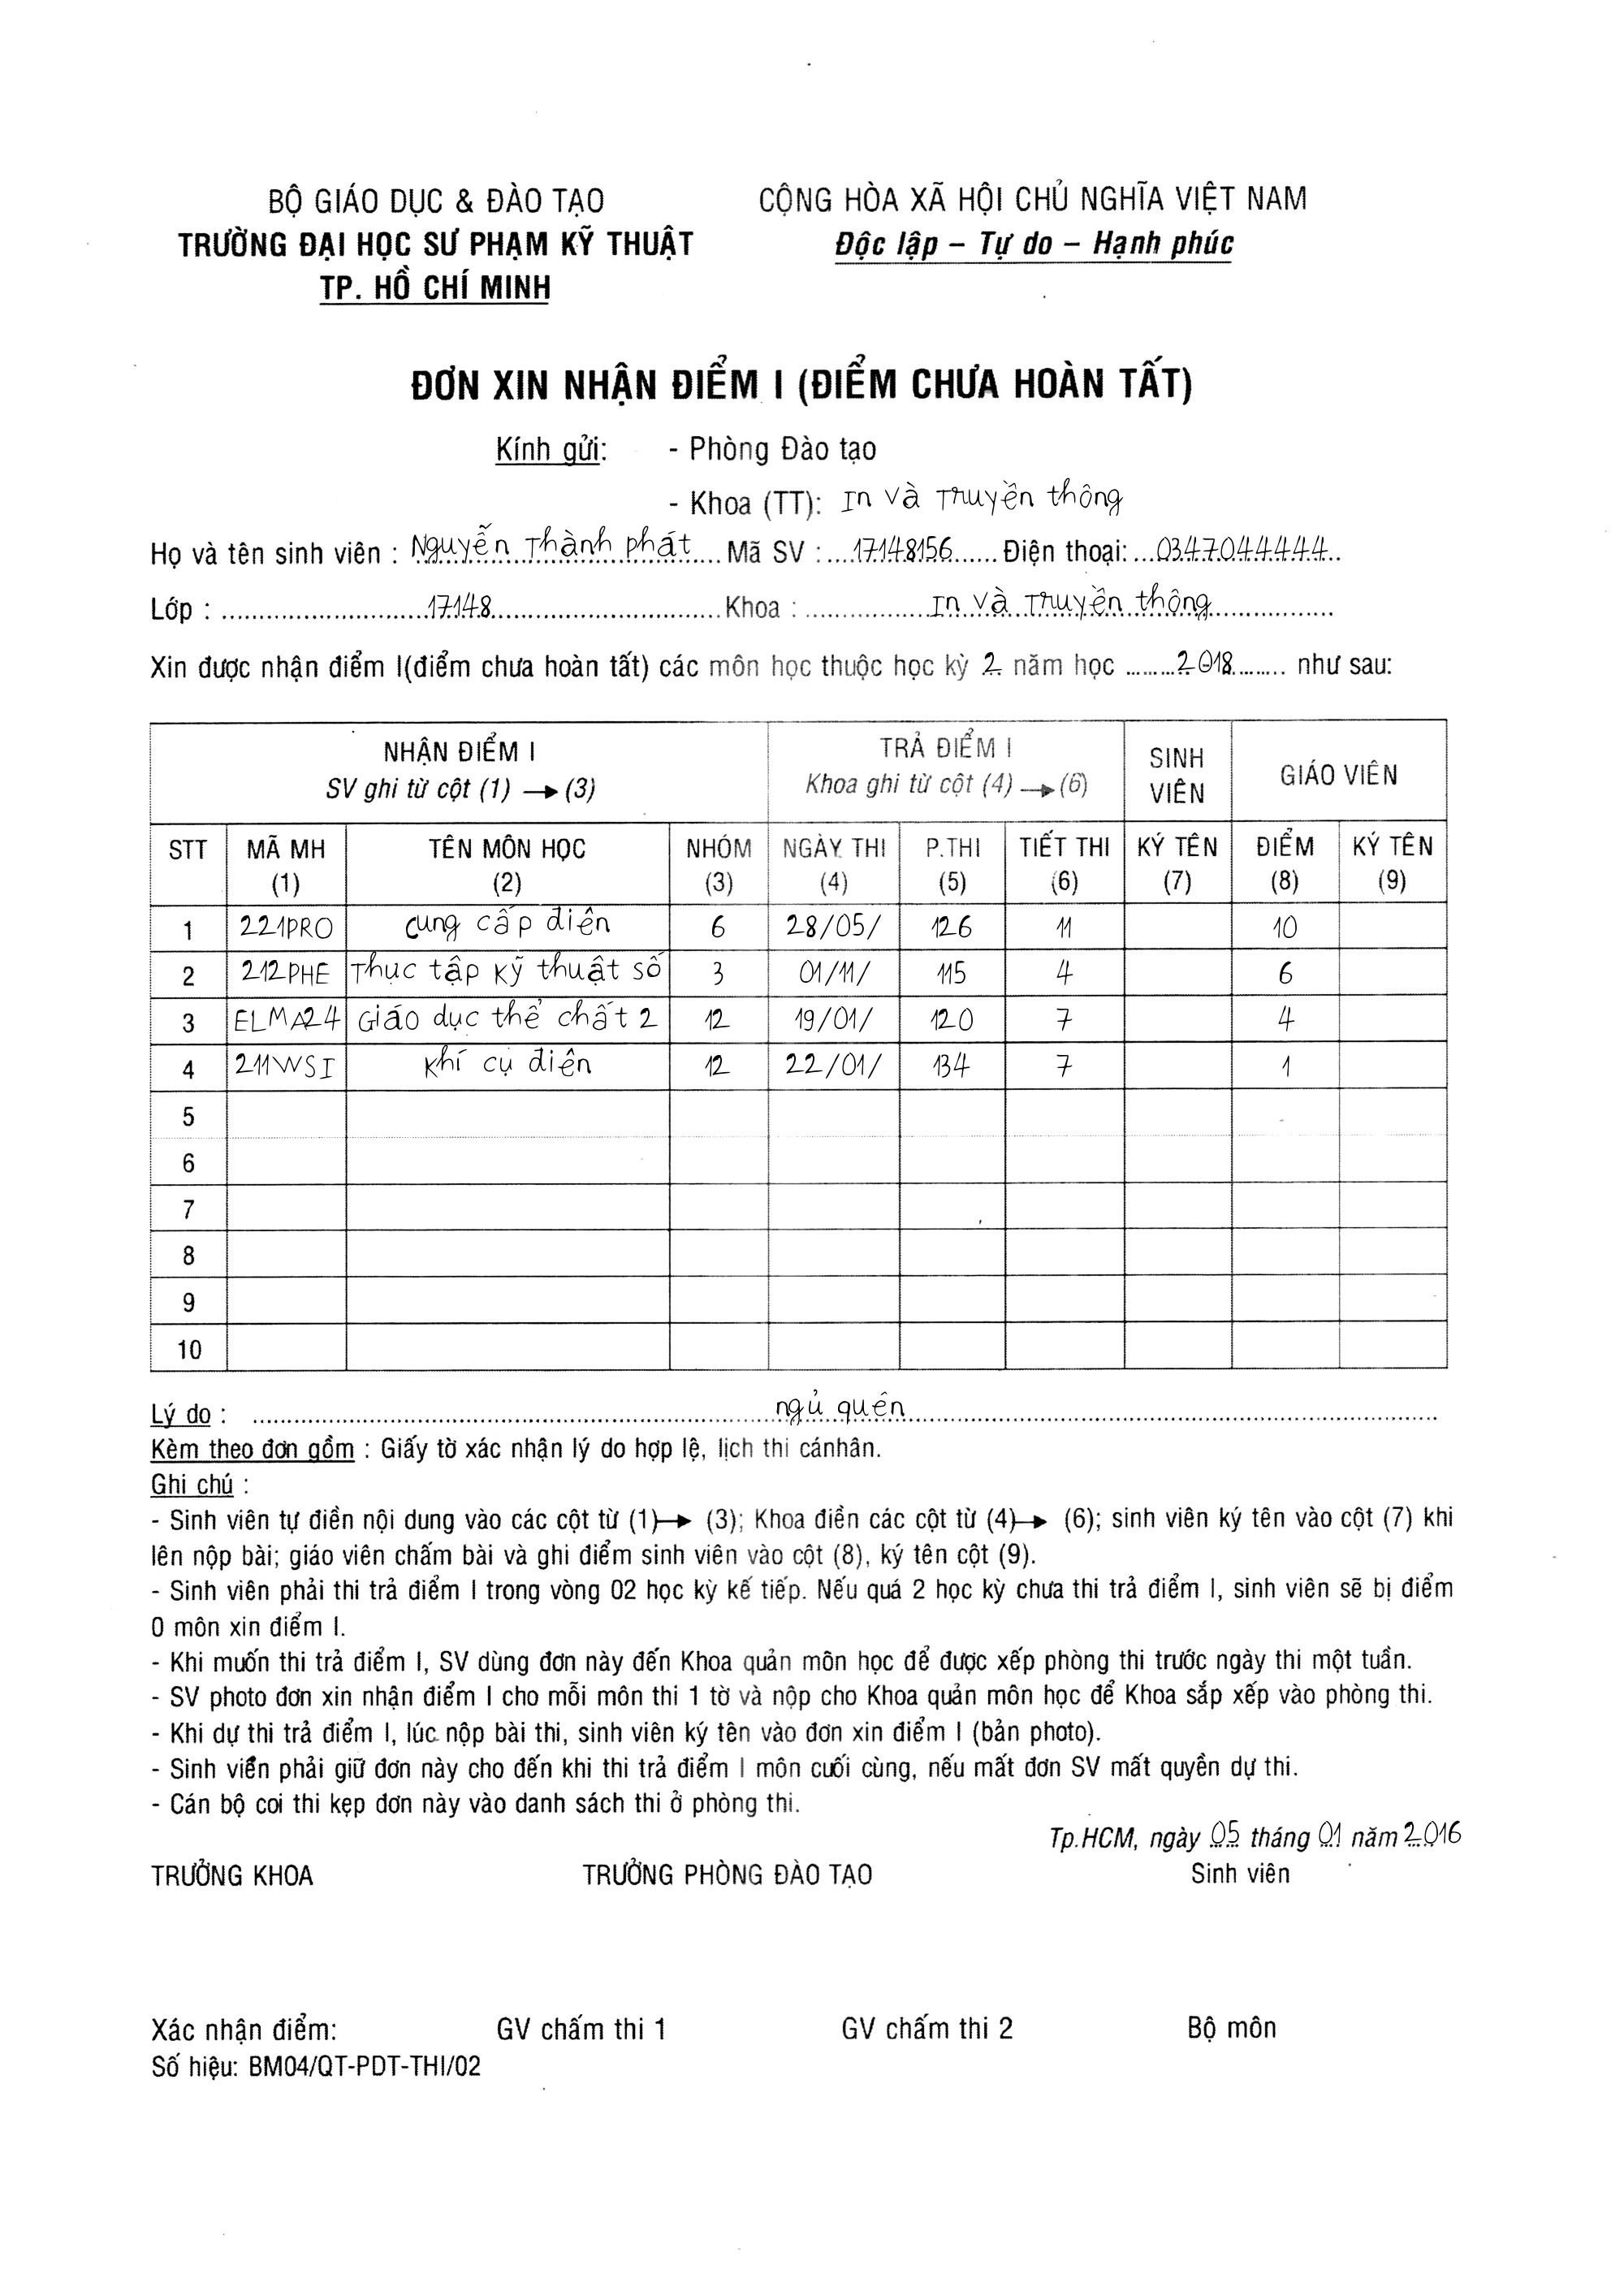 BỘ GIÁO DỤC & ĐÀO TẠO CỘNG HÒA XÃ HỘI CHỦ NGHĨA VIỆT NAM
TRƯỜNG ĐẠI HỌC SƯ PHẠM KỸ THUẬT Độc lập – Tự do – Hạnh phúc
TP. HỒ CHÍ MINH
ĐƠN XIN NHẬN ĐIỂM I (ĐIỂM CHƯA HOÀN TẤT)
Kính gửi: - Phòng Đào tạo
- Khoa (TT): In và Truyền thông
Họ và tên sinh viên : Nguyễn Thành Phát Mã SV : 17148156 Điện thoại: 0347044444
Lớp : 17148 Khoa : In và Truyền thông
Xin được nhận điểm I(điểm chưa hoàn tất) các môn học thuộc học kỳ 2 năm học 2018 như sau:
NHẬN ĐIỂM I TRẢ ĐIỂM I SINH VIÊN GIÁO VIÊN
SV ghi từ cột (1) → (3) Khoa ghi từ cột (4) → (6)
STT MÃ MH TÊN MÔN HỌC NHÓM NGÀY THI P.THI TIẾT THI KÝ TÊN ĐIỂM KÝ TÊN
(1) (2) (3) (4) (5) (6) (7) (8) (9)
1 221PRO Cung cấp điện 6 28/05/ 126 11 10
2 212PHE Thực tập kỹ thuật số 3 01/11/ 115 4 6
3 ELMA24 Giáo dục thể chất 2 12 19/01/ 120 7 4
4 211WSI Khí cụ điện 12 22/01/ 134 7 1
5
6
7
8
9
10
Lý do : ngủ quên
Kèm theo đơn gồm : Giấy tờ xác nhận lý do hợp lệ, lịch thi cánhân.
Ghi chú :
- Sinh viên tự điền nội dung vào các cột từ (1)→ (3); Khoa điền các cột từ (4)→ (6); sinh viên ký tên vào cột (7) khi
lên nộp bài; giáo viên chấm bài và ghi điểm sinh viên vào cột (8), ký tên cột (9).
- Sinh viên phải thi trả điểm I trong vòng 02 học kỳ kế tiếp. Nếu quá 2 học kỳ chưa thi trả điểm I, sinh viên sẽ bị điểm
0 môn xin điểm I.
- Khi muốn thi trả điểm I, SV dùng đơn này đến Khoa quản môn học để được xếp phòng thi trước ngày thi một tuần.
- SV photo đơn xin nhận điểm I cho mỗi môn thi 1 tờ và nộp cho Khoa quản môn học để Khoa sắp xếp vào phòng thi.
- Khi dự thi trả điểm I, lúc nộp bài thi, sinh viên ký tên vào đơn xin điểm I (bản photo).
- Sinh viên phải giữ đơn này cho đến khi thi trả điểm I môn cuối cùng, nếu mất đơn SV mất quyền dự thi.
- Cán bộ coi thi kẹp đơn này vào danh sách thi ở phòng thi.
Tp.HCM, ngày 05 tháng 01 năm 2016
TRƯỞNG KHOA TRƯỞNG PHÒNG ĐÀO TẠO Sinh viên
Xác nhận điểm: GV chấm thi 1 GV chấm thi 2 Bộ môn
Số hiệu: BM04/QT-PDT-THI/02